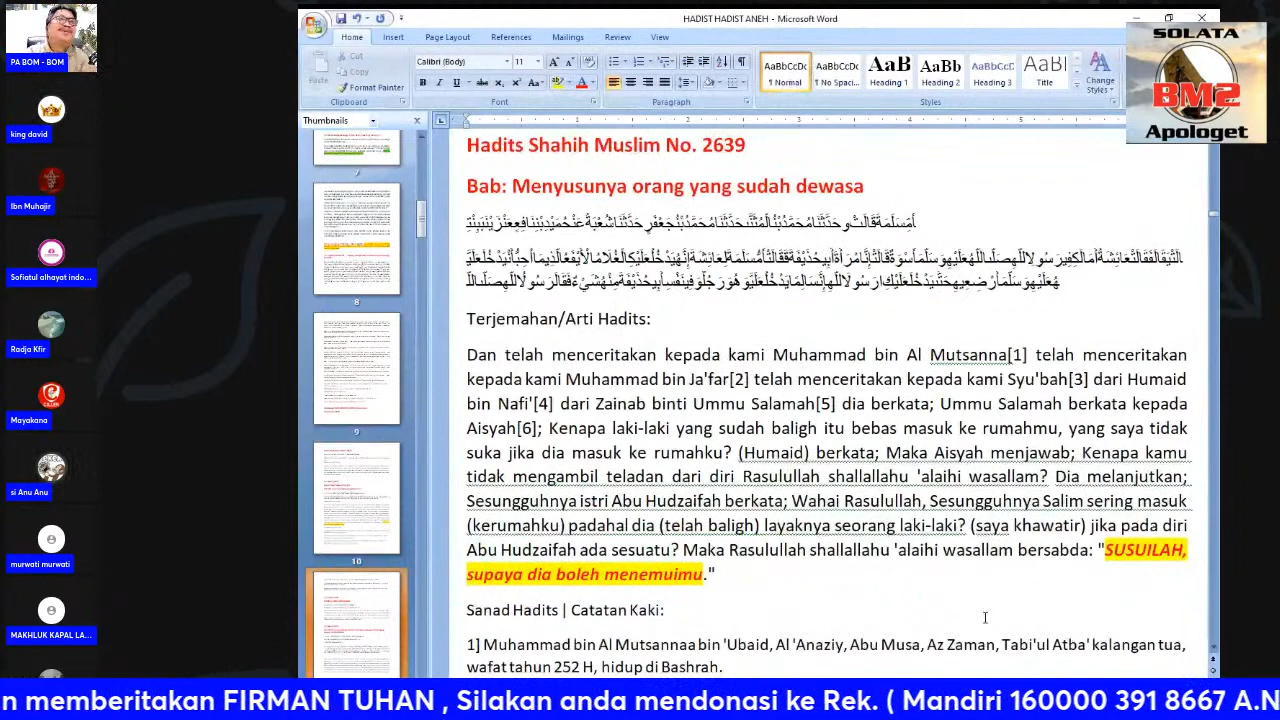 PA BOM - BOM
king david
Ibn Muhajir
Sofiatul alhayat indo...
Radja Kfir
Mayakana
si Anu Anu
murwati murwati
MAKHLUK KAPAL LA...
HADIST HADIST ANEH - Microsoft Word
Home Insert Page Layout References Mailings Review View
Cut
Copy
Paste
Format Painter
Clipboard
Calibri (Body) 11
Font
Paragraph
AaBbCcDc AaBbCcDc AaB AaBb AaBbCc AaBl
¶ Normal ¶ No Spaci... Heading 1 Heading 2 Heading 3 Title
Change Styles
Styles
SOLATA
BM2
Apologet
Thumbnails
7
8
9
10
Hadits Shahih Muslim No. 2639
Bab: Menyusunya orang yang sudah dewasa
Terjemahan/Arti Hadits:
Dan telah menceritakan kepada kami Muhammad bin Al Mutsanna[1] telah menceritakan
kepada kami Muhammad bin Ja'far[2] telah menceritakan kepada kami Syu'bah[3] dari Humaid
bin Nafi'[4] dari Zainab binti Ummu Salamah[5] dia berkata; Ummu Salamah berkata kepada
Aisyah[6]; Kenapa laki-laki yang sudah baligh itu bebas masuk ke rumahmu, yang saya tidak
suka jika dia masuk ke rumahku? (Humaid) berkata; Maka Aisyah menjawab; Kenapa kamu
tidak mengambil teladan pada diri Rasulullah shallallahu 'alaihi wasallam? Dia melanjutkan;
Sesungguhnya isteri Abu Hudzaifah berkata; Wahai Rasulullah, Sesungguhnya Salim sering masuk
(kerumahku) padahal dia (telah baligh) layaknya seorang laki-laki? (saya khawatir) jika pada diri
Abu Hudzaifah ada sesuatu? Maka Rasulullah shallallahu 'alaihi wasallam bersabda: "SUSUILAH,
supaya dia boleh menemuimu."
Sanad Hadits | Catatan Kaki:
1] Muhammad bin Al Mutsannaa bin 'Ubaid, Al 'Anaziy, Abu Musa, Az Zaman, Tabi'ul Atba' kalangan tua,
wafat tahun 252 H, hidup di Bashrah.
n memberitakan FIRMAN TUHAN , Silakan anda mendonasi ke Rek. ( Mandiri 160000 391 8667 A.N